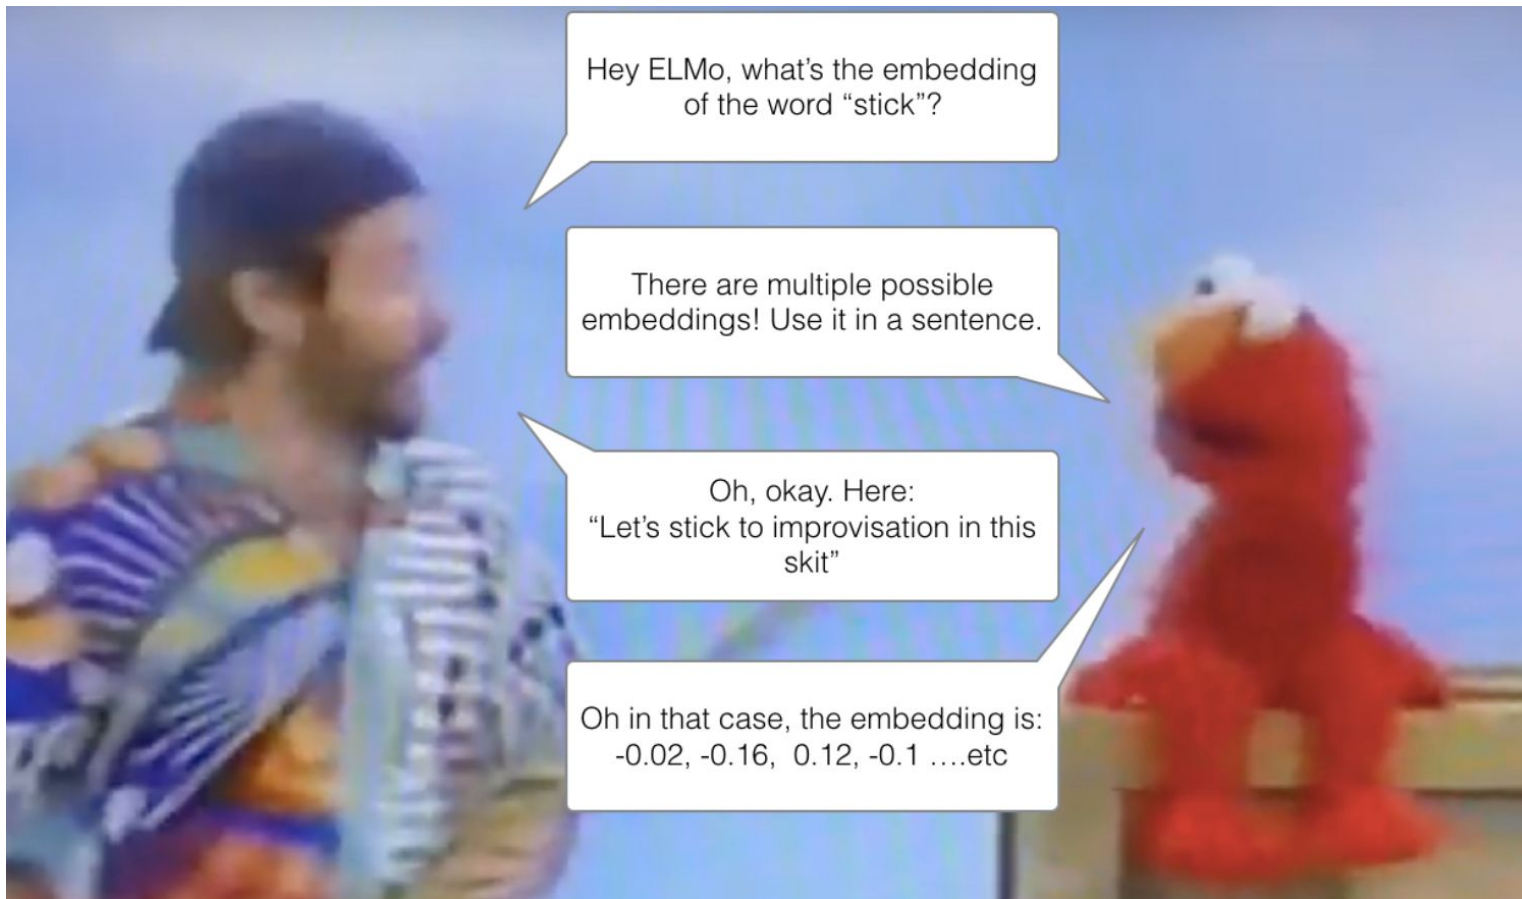 Hey ELMo, what’s the embedding
of the word “stick”?
There are multiple possible
embeddings! Use it in a sentence.
Oh, okay. Here:
“Let’s stick to improvisation in this
skit”
Oh in that case, the embedding is:
-0.02, -0.16,  0.12, -0.1 ….etc